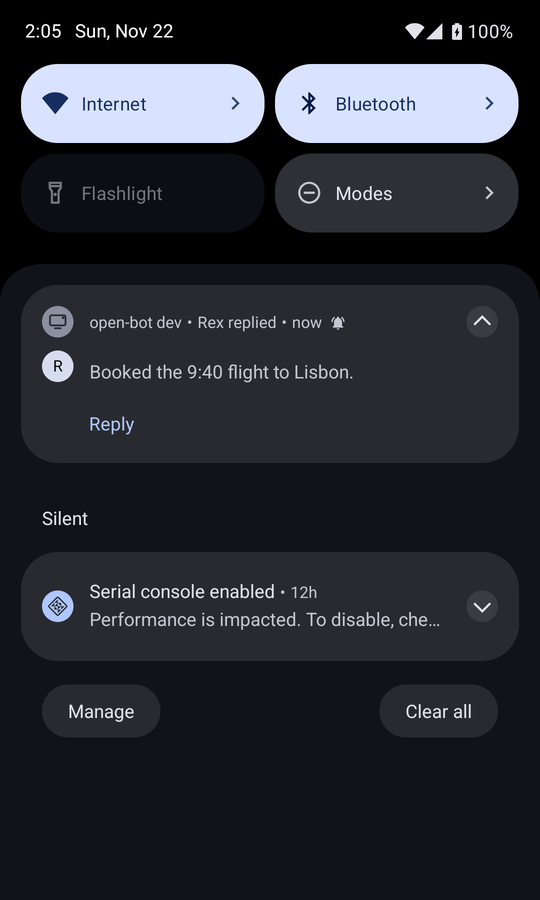 2:05 Sun, Nov 22 100%
Internet Bluetooth
Flashlight Modes
open-bot dev • Rex replied • now
R
Booked the 9:40 flight to Lisbon.
Reply
Silent
Serial console enabled • 12h
Performance is impacted. To disable, che…
Manage Clear all